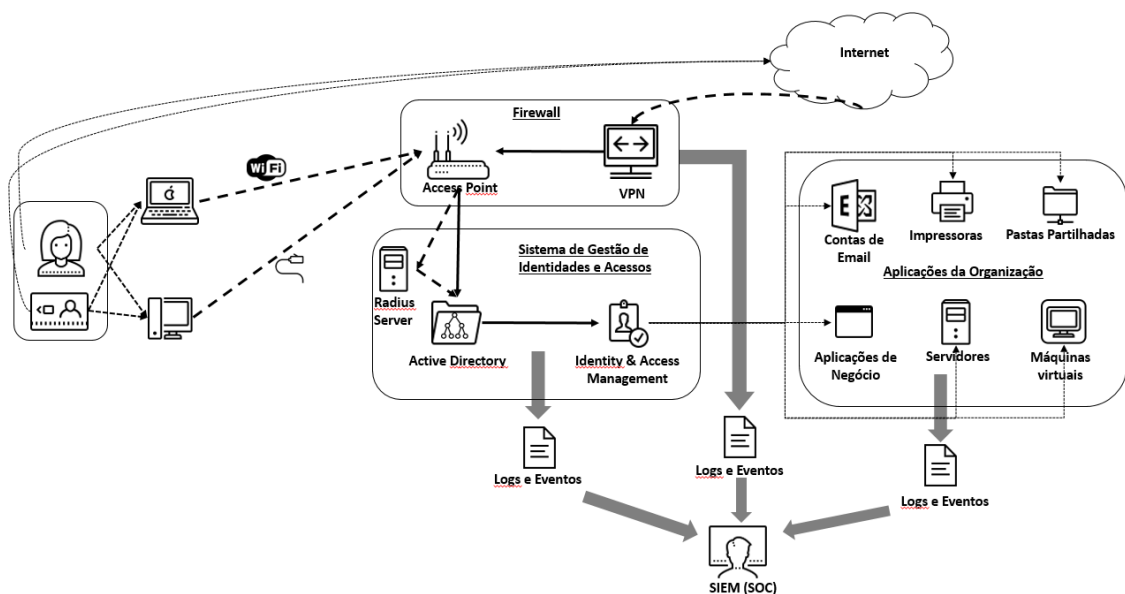 Internet
Firewall
WiFi
Access Point
VPN
Sistema de Gestão de
Identidades e Acessos
Radius
Server
Active Directory
Identity & Access
Management
E X
Contas de
Email
Impressoras
Pastas Partilhadas
Aplicações da Organização
Aplicações de
Negócio
Servidores
Máquinas
virtuais
Logs e Eventos
Logs e Eventos
Logs e Eventos
SIEM (SOC)